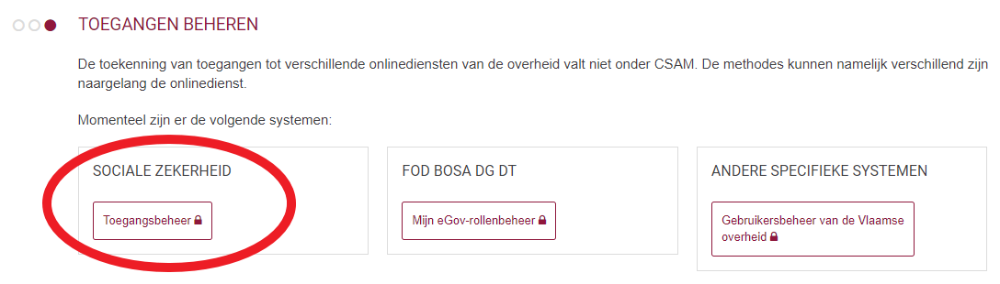 TOEGANGEN BEHEREN
De toekenning van toegangen tot verschillende onlinediensten van de overheid valt niet onder CSAM. De methodes kunnen namelijk verschillend zijn
naargelang de onlinedienst.
Momenteel zijn er de volgende systemen:
SOCIALE ZEKERHEID
Toegangsbeheer
FOD BOSA DG DT
Mijn eGov-rollenbeheer
ANDERE SPECIFIEKE SYSTEMEN
Gebruikersbeheer van de Vlaamse
overheid